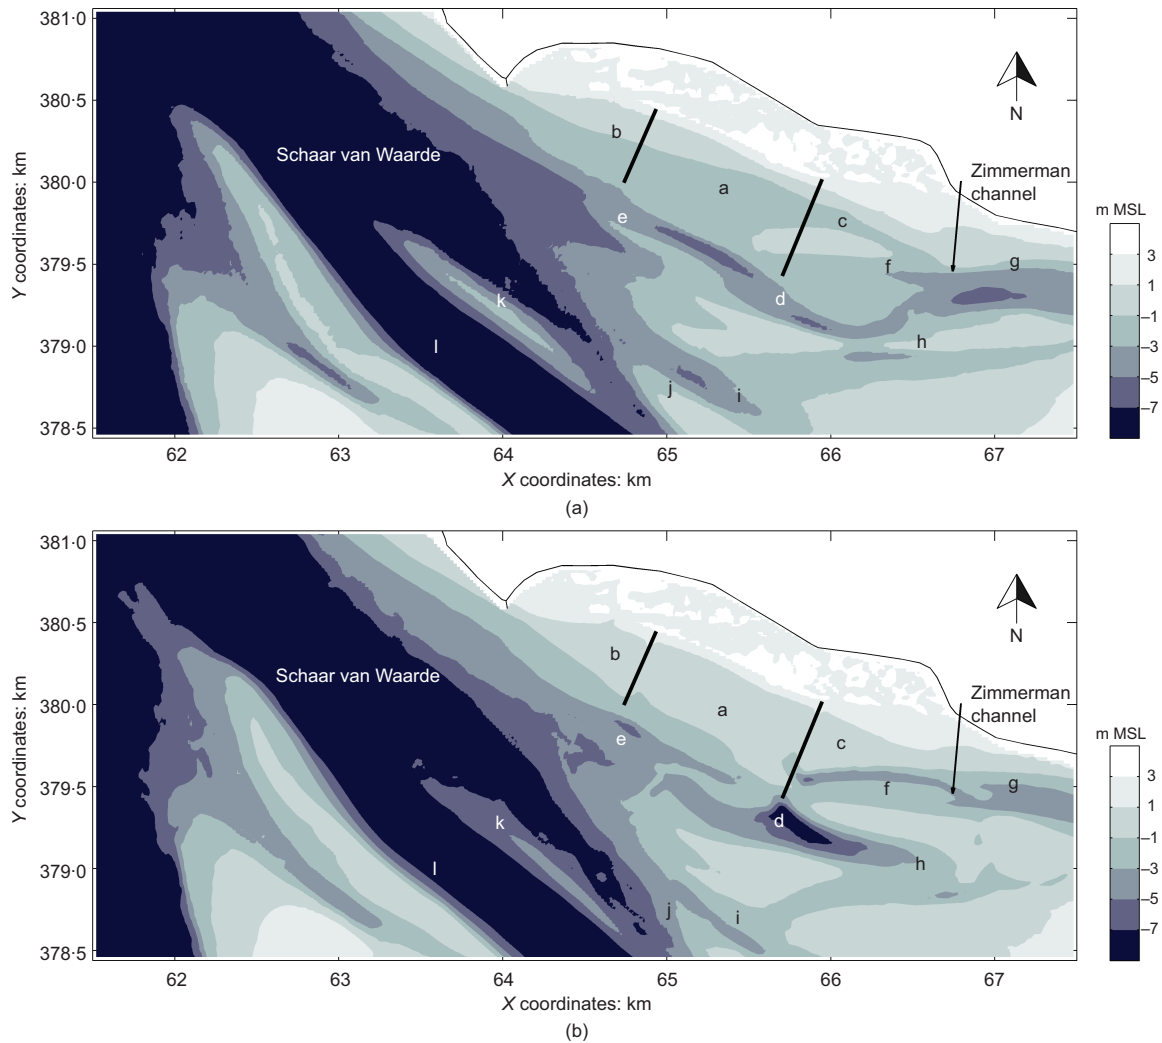 381·0
380·5
b
Schaar van Waarde
N
Zimmerman
channel
380·0
a
m MSL
e
c
3
379·5
f
g
1
k
d
–1
379·0
l
h
–3
j
i
–5
378·5
–7
62
63
64
65
66
67
Y coordinates: km
X coordinates: km
(a)
381·0
380·5
b
Schaar van Waarde
N
Zimmerman
channel
380·0
a
m MSL
e
c
3
379·5
f
g
1
k
d
–1
379·0
l
h
–3
j
i
–5
378·5
–7
62
63
64
65
66
67
Y coordinates: km
X coordinates: km
(b)